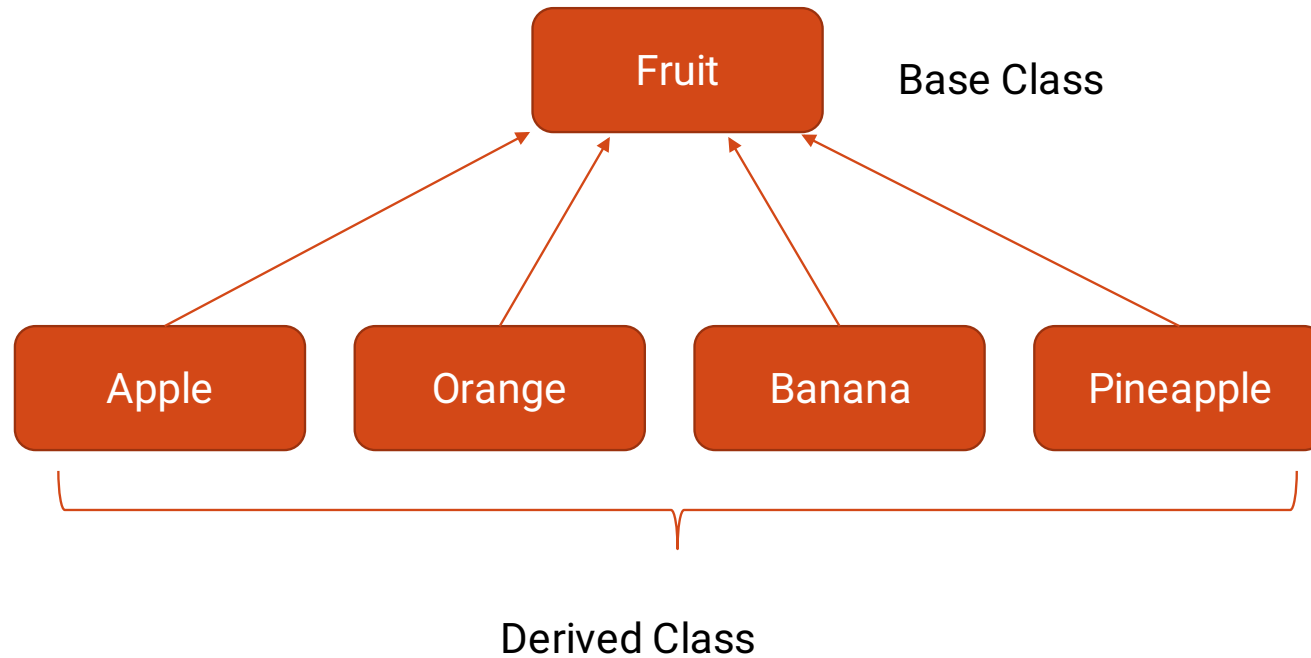 Fruit
Base Class
Apple
Orange
Banana
Pineapple
Derived Class